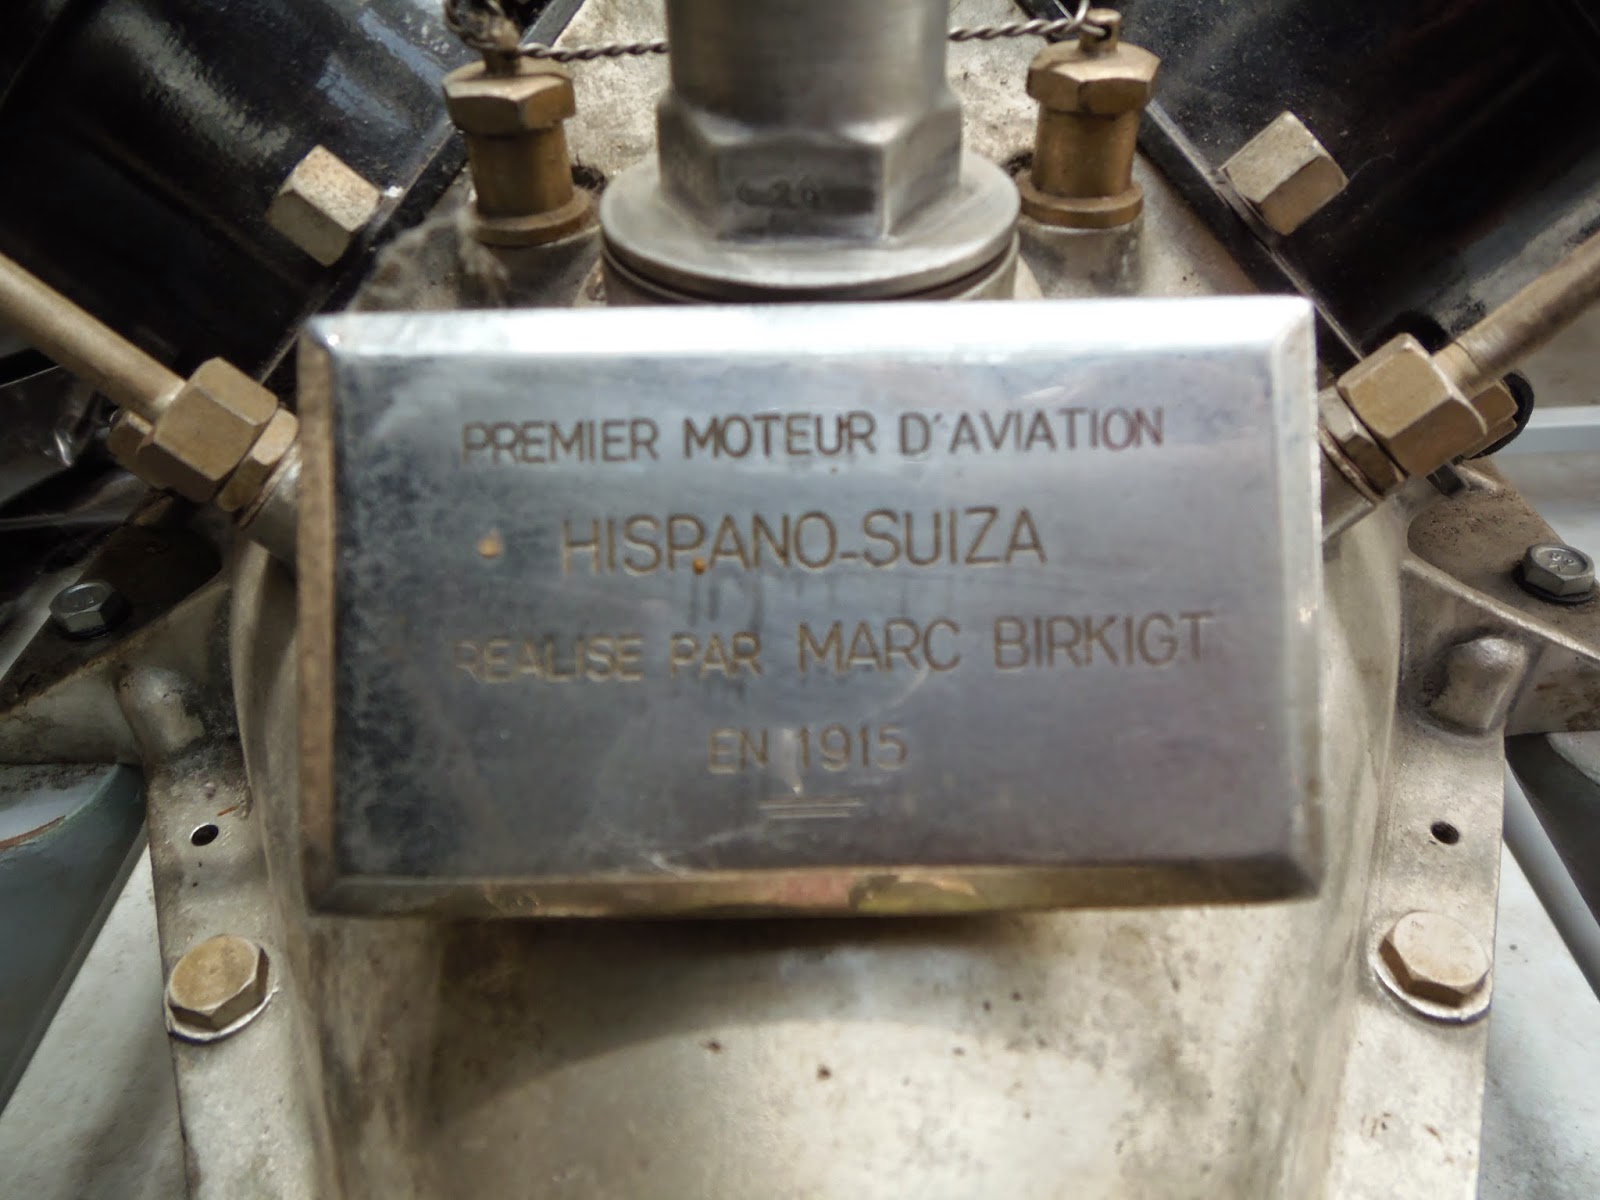 PREMIER MOTEUR D'AVIATION
HISPANO-SUIZA
REALISE PAR MARC BIRKIGT
EN 1915